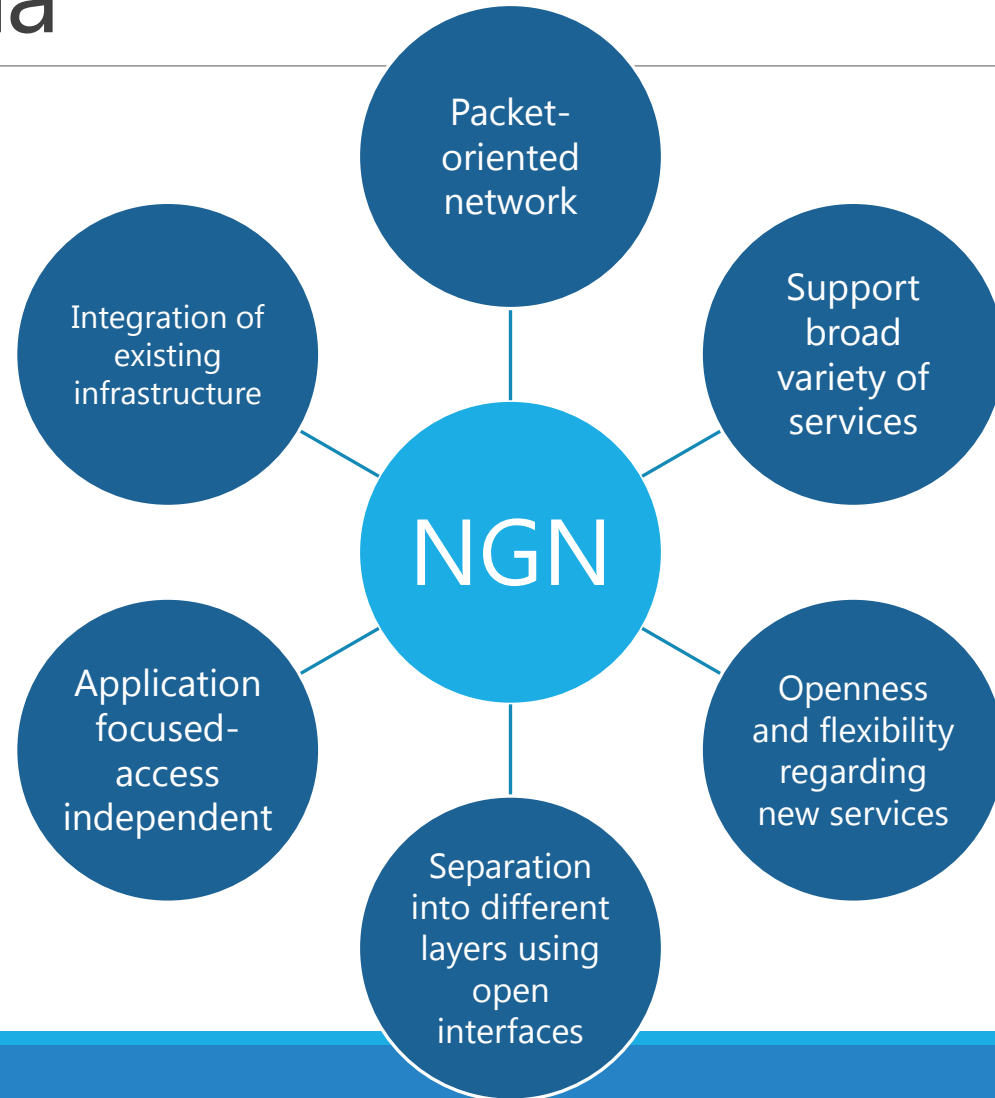 Packet-
oriented
network
Support
broad
variety of
services
Openness
and flexibility
regarding
new services
Separation
into different
layers using
open
interfaces
Application
focused-
access
independent
Integration of
existing
infrastructure
NGN